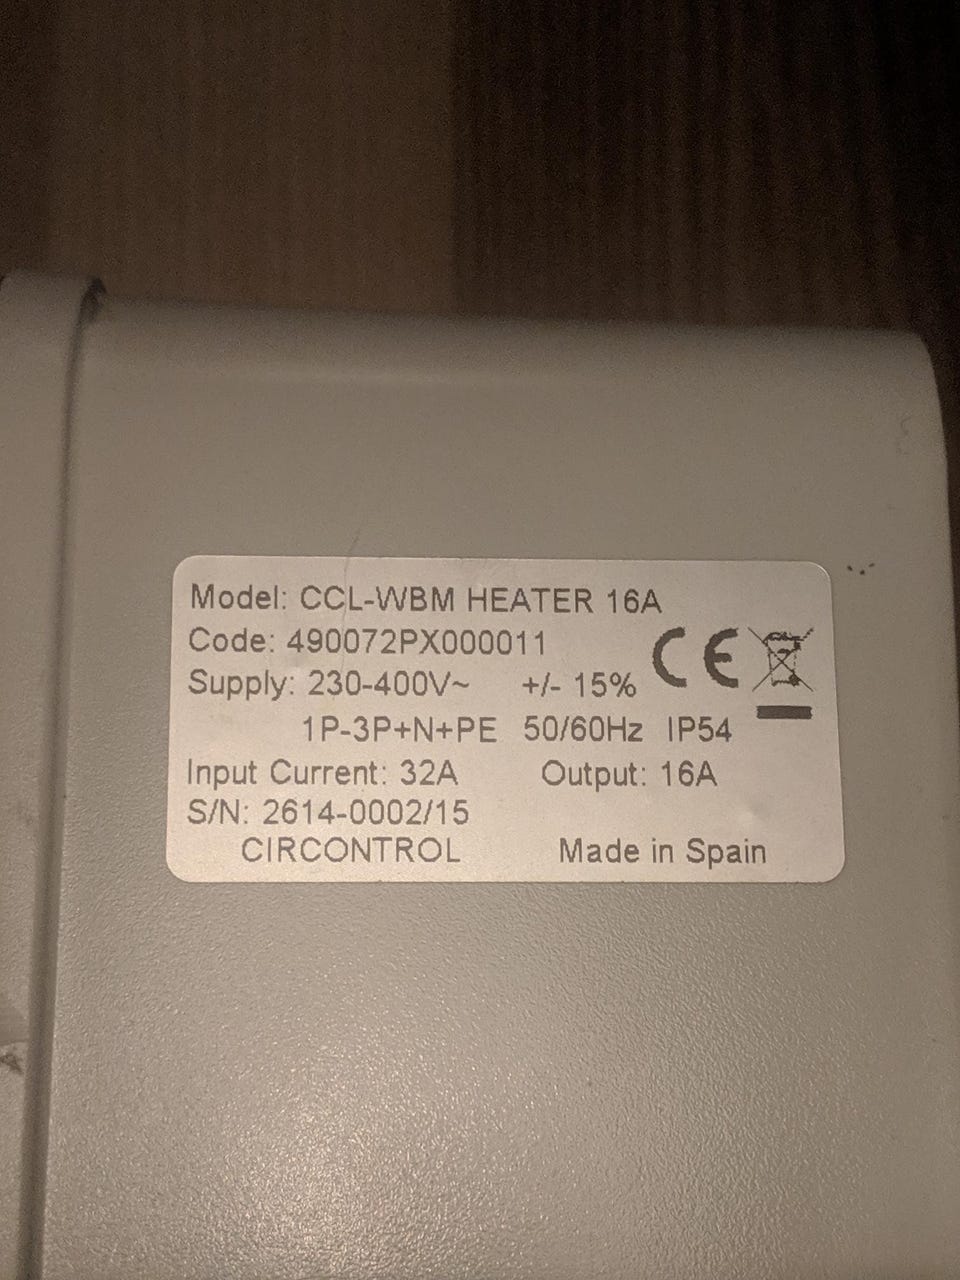 Model: CCL-WBM HEATER 16A
Code: 490072PX000011 CE
Supply: 230-400V~ +/- 15%
1P-3P+N+PE 50/60Hz IP54
Input Current: 32A Output: 16A
S/N: 2614-0002/15
CIRCONTROL Made in Spain